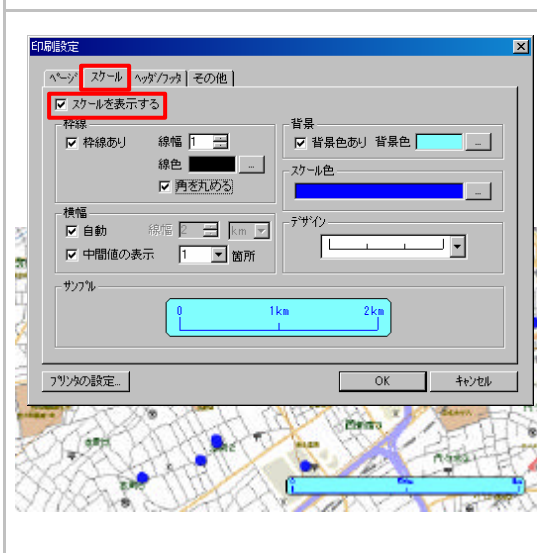 印刷設定
ページ スケール ヘッダ/フッタ その他
スケールを表示する
枠線
枠線あり 線幅 1
線色 ...
角を丸める
背景
背景色あり 背景色 ...
スケール色
...
横幅
自動 線幅 2 km
中間値の表示 1 箇所
デザイン
サンプル
0 1km 2km
プリンタの設定... OK キャンセル